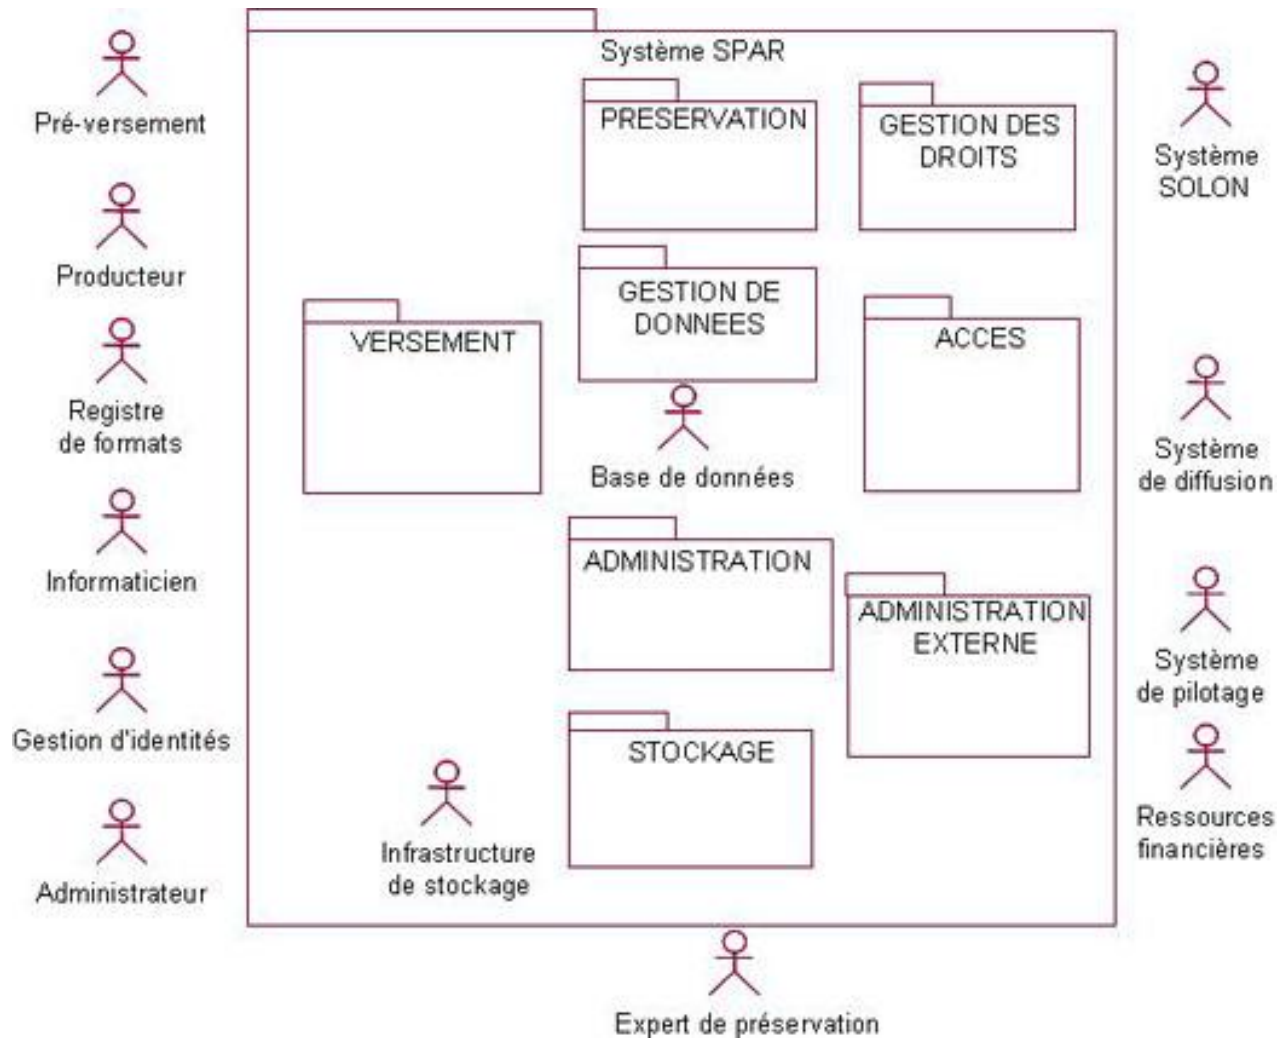 Système SPAR
Pré-versement
Producteur
Registre
de formats
Informaticien
Gestion d'identités
Administrateur
PRESERVATION
GESTION DES
DROITS
VERSEMENT
GESTION DE
DONNEES
ACCES
Base de données
ADMINISTRATION
ADMINISTRATION
EXTERNE
STOCKAGE
Infrastructure
de stockage
Système
SOLON
Système
de diffusion
Système
de pilotage
Ressources
financières
Expert de préservation